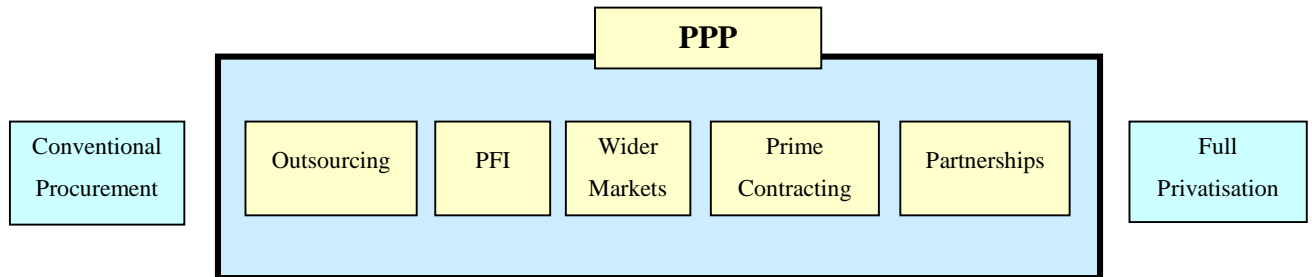 PPP
Conventional
Procurement
Outsourcing
PFI
Wider
Markets
Prime
Contracting
Partnerships
Full
Privatisation